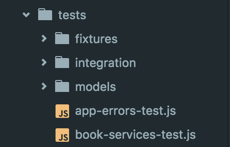 tests
fixtures
integration
models
JS app-errors-test.js
JS book-services-test.js